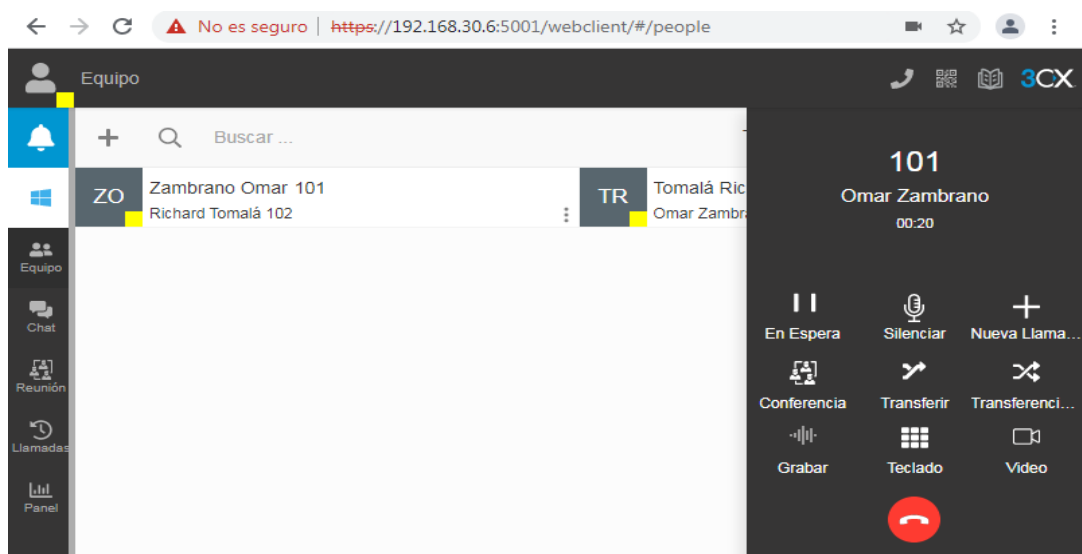 No es seguro | https://192.168.30.6:5001/webclient/#/people
Equipo
3CX
Buscar ...
ZO
Zambrano Omar 101
Richard Tomalá 102
TR
Tomalá Ric
Omar Zambr
Equipo
Chat
Reunión
Llamadas
Panel
101
Omar Zambrano
00:20
En Espera
Silenciar
Nueva Llama...
Conferencia
Transferir
Transferenci...
Grabar
Teclado
Video